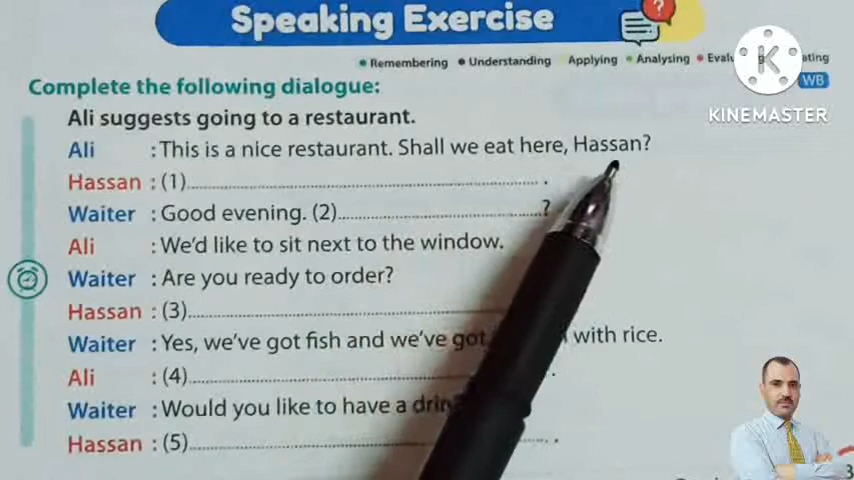 Speaking Exercise
Remembering Understanding Applying Analysing
WB
KINEMASTER
Complete the following dialogue:
Ali suggests going to a restaurant.
Ali : This is a nice restaurant. Shall we eat here, Hassan?
Hassan : (1).................................................. .
Waiter : Good evening. (2)..............................?
Ali : We'd like to sit next to the window.
Waiter : Are you ready to order?
Hassan : (3)..................................................
Waiter : Yes, we've got fish and we've got with rice.
Ali : (4).................................................. .
Waiter : Would you like to have a
Hassan : (5).................................................. .